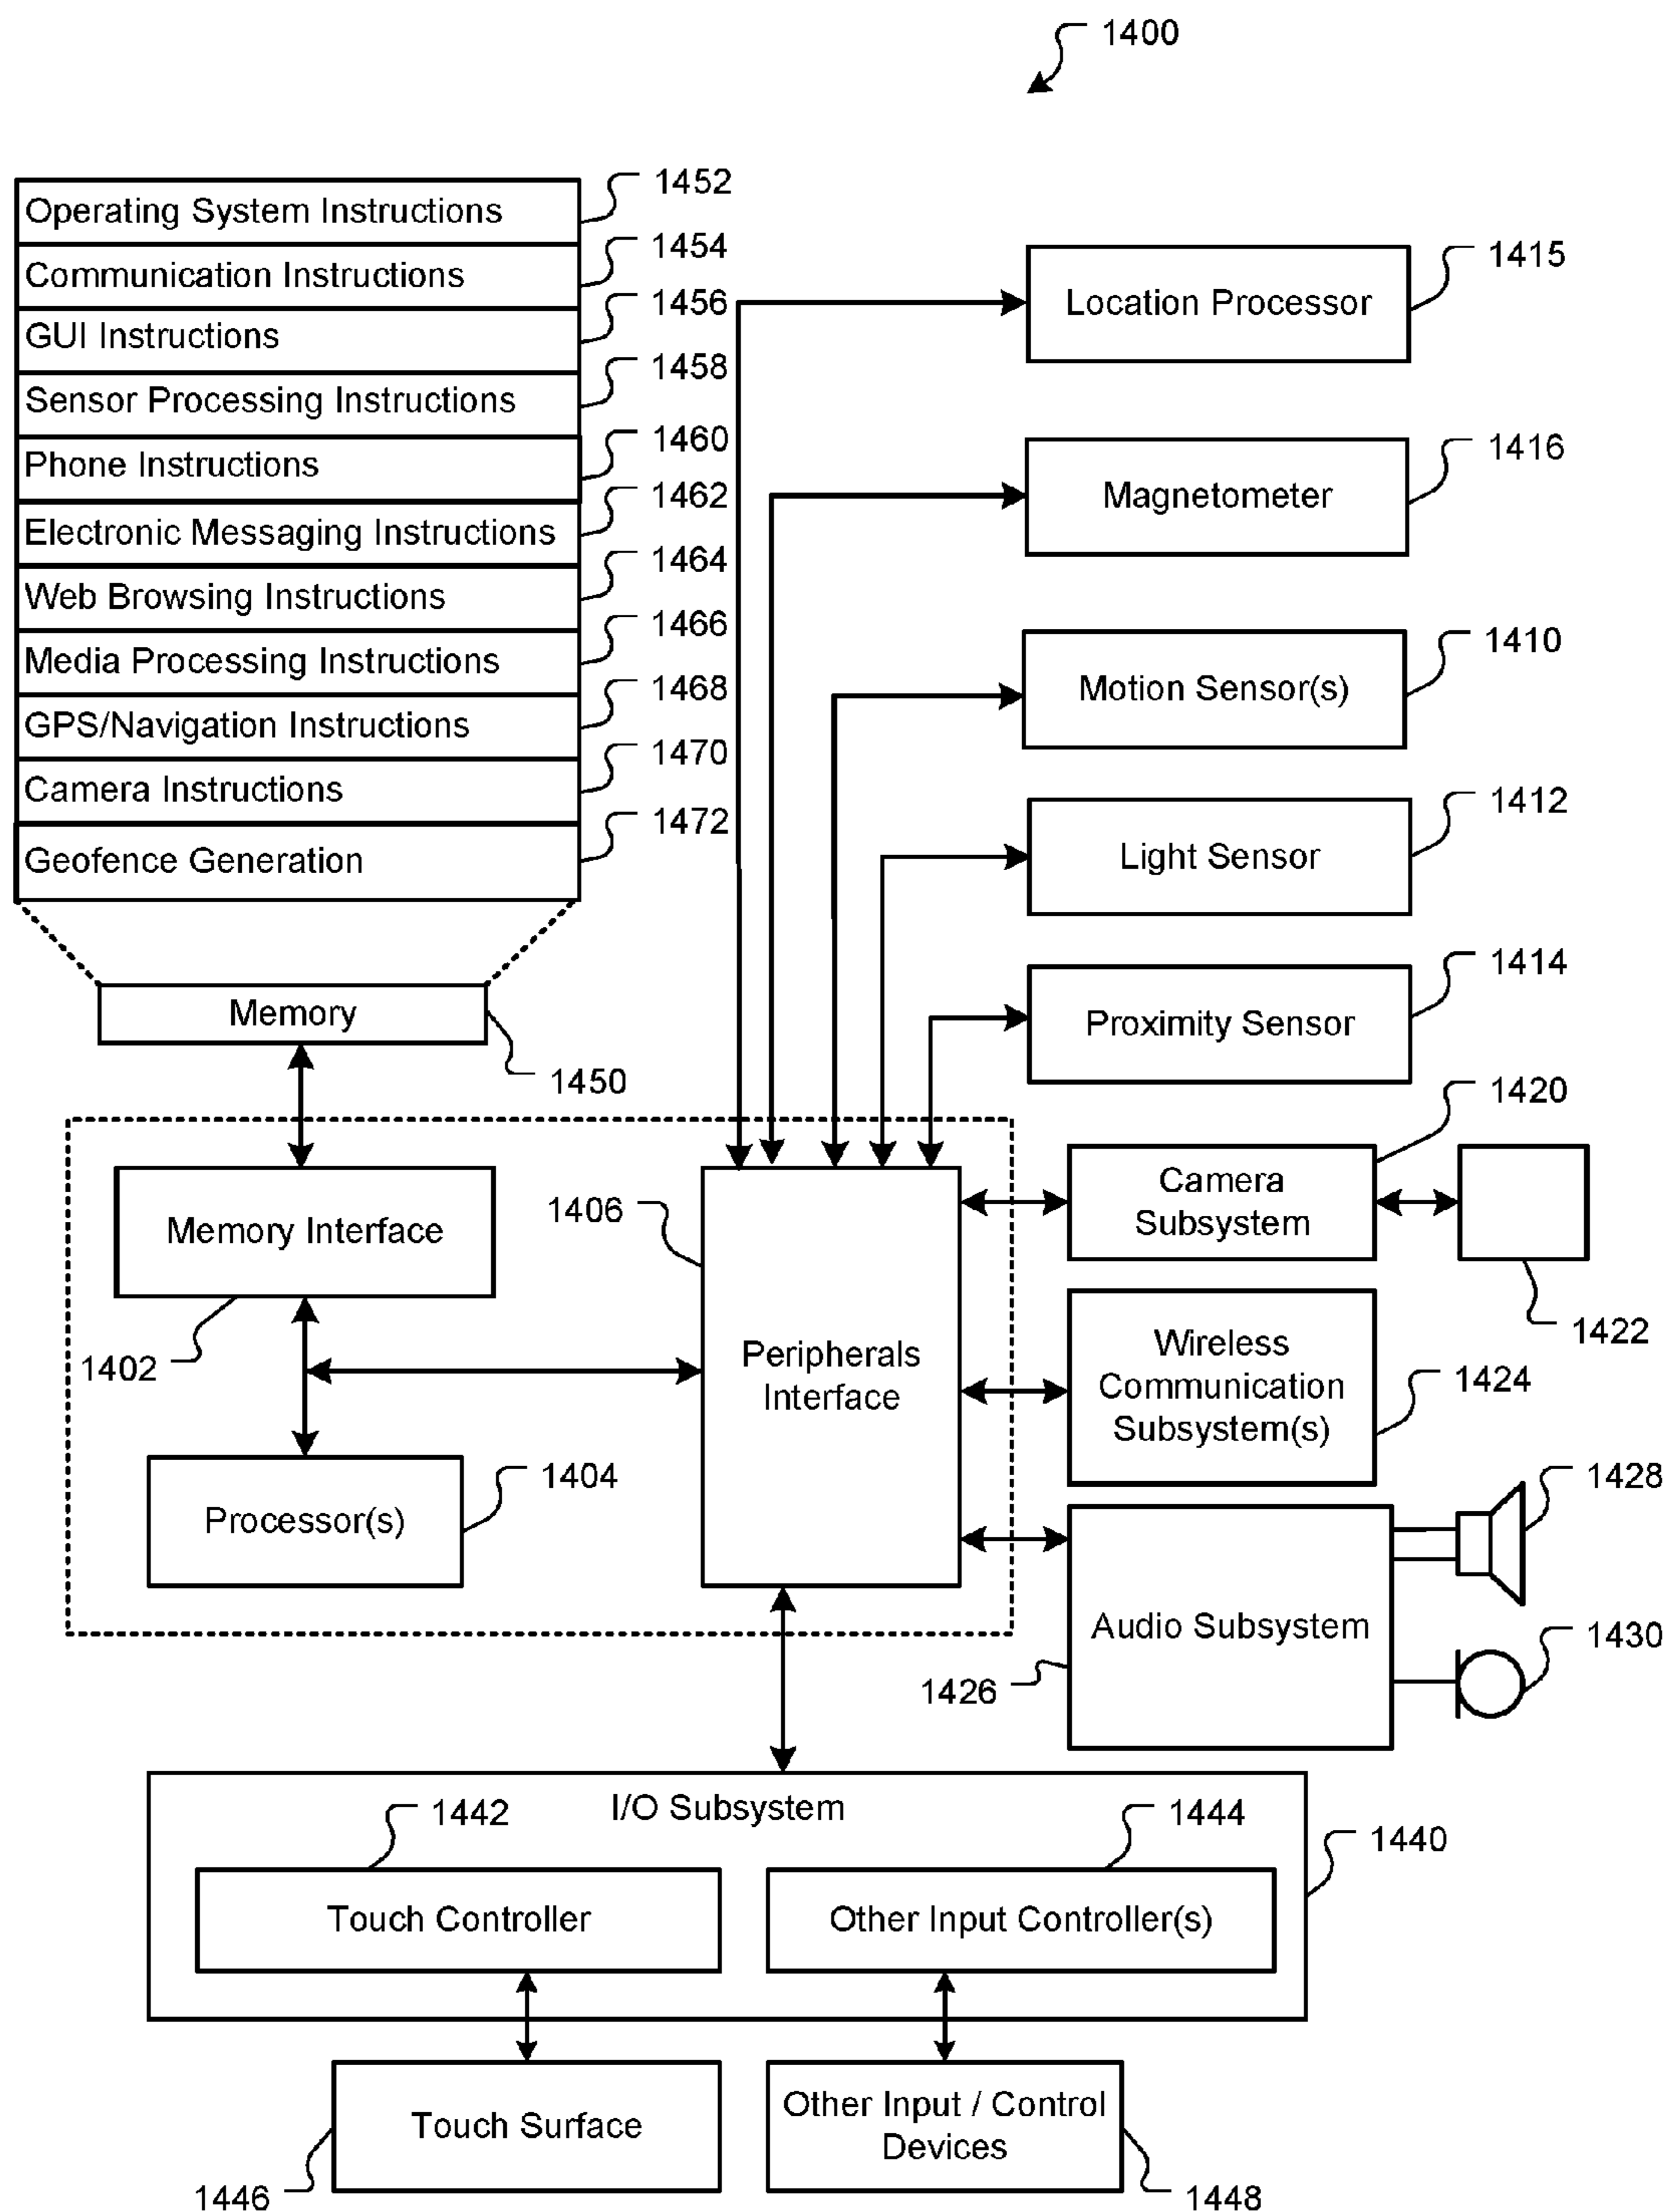 1400
Operating System Instructions
1452
Communication Instructions
1454
GUI Instructions
1456
Sensor Processing Instructions
1458
Phone Instructions
1460
Electronic Messaging Instructions
1462
Web Browsing Instructions
1464
Media Processing Instructions
1466
GPS/Navigation Instructions
1468
Camera Instructions
1470
Geofence Generation
1472
Memory
1450
Location Processor
1415
Magnetometer
1416
Motion Sensor(s)
1410
Light Sensor
1412
Proximity Sensor
1414
Memory Interface
1402
Processor(s)
1404
1406
Peripherals
Interface
Camera
Subsystem
1420
1422
Wireless
Communication
Subsystem(s)
1424
Audio Subsystem
1426
1428
1430
I/O Subsystem
1440
1442
Touch Controller
1444
Other Input Controller(s)
Touch Surface
1446
Other Input / Control
Devices
1448